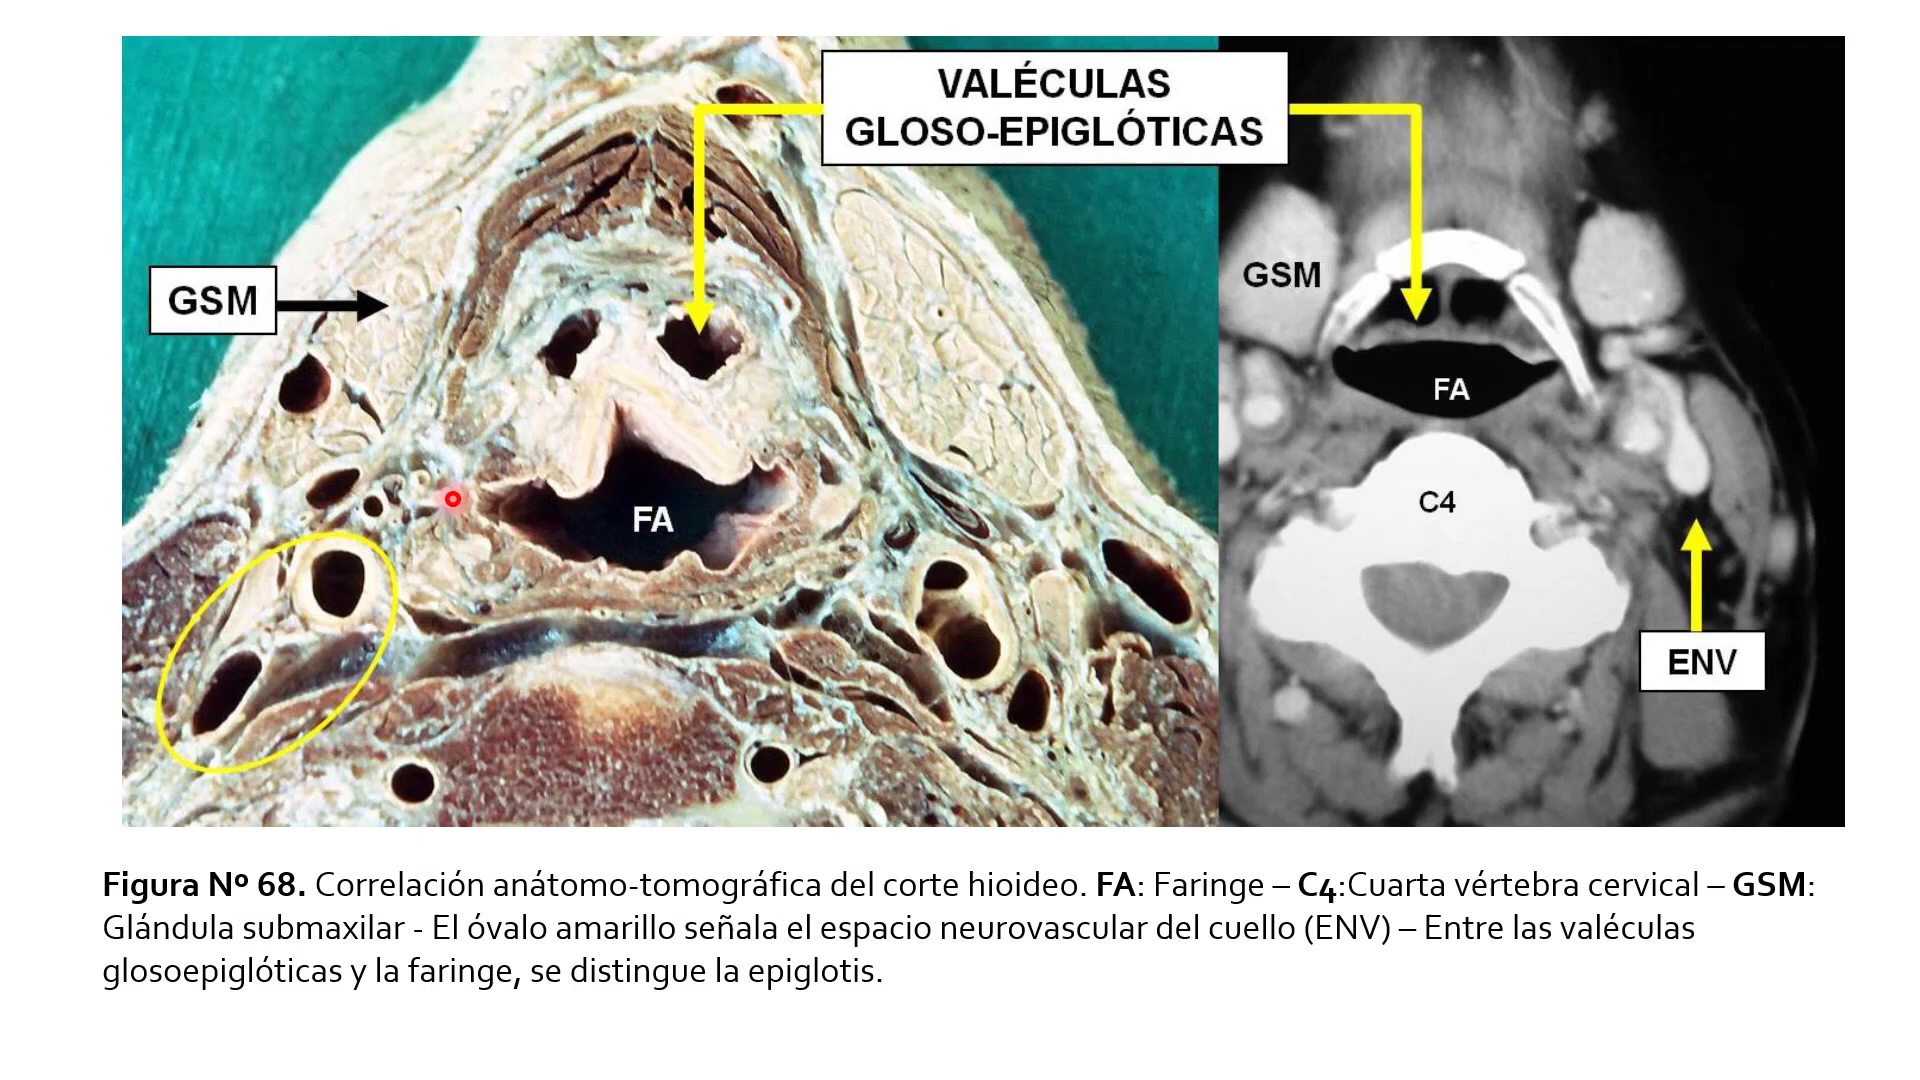 VALÉCULAS
GLOSO-EPIGLÓTICAS
GSM
GSM
FA
FA
C4
ENV
Figura Nº 68. Correlación anátomo-tomográfica del corte hioideo. FA: Faringe – C4:Cuarta vértebra cervical – GSM:
Glándula submaxilar - El óvalo amarillo señala el espacio neurovascular del cuello (ENV) – Entre las valéculas
glosoepiglóticas y la faringe, se distingue la epiglotis.